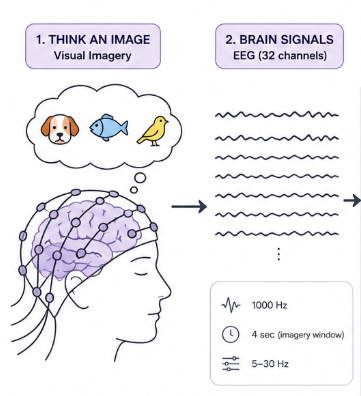 1. THINK AN IMAGE
Visual Imagery
2. BRAIN SIGNALS
EEG (32 channels)
1000 Hz
4 sec (imagery window)
5–30 Hz